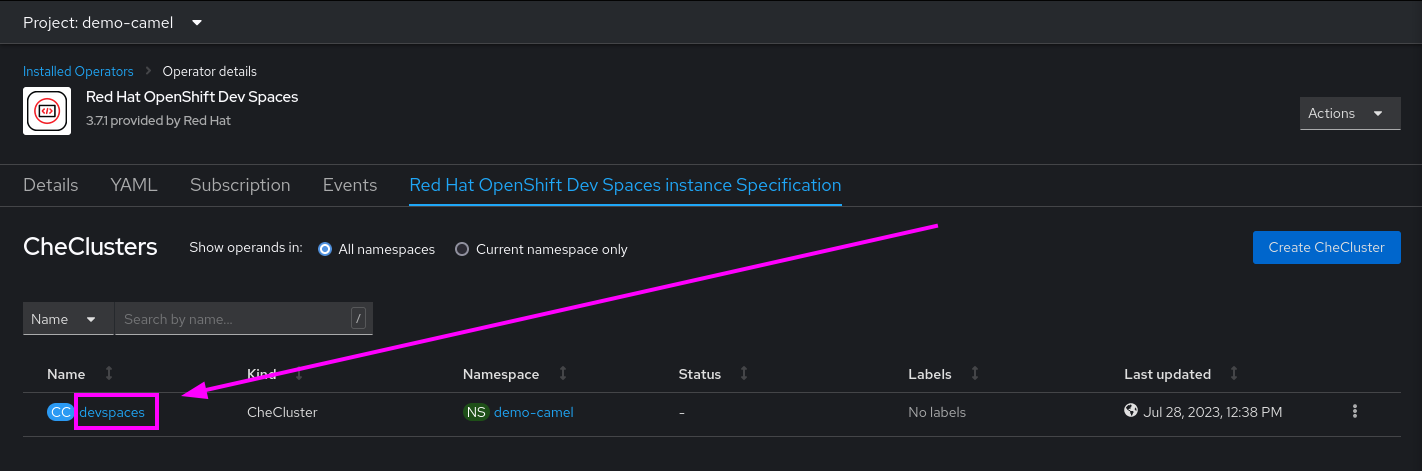 Project: demo-camel
Installed Operators Operator details
Red Hat OpenShift Dev Spaces
3.7.1 provided by Red Hat
Actions
Details YAML Subscription Events Red Hat OpenShift Dev Spaces instance Specification
CheClusters Show operands in: All namespaces Current namespace only Create CheCluster
Name Search by name... /
Name Kind Namespace Status Labels Last updated
CC devspaces CheCluster NS demo-camel - No labels Jul 28, 2023, 12:38 PM